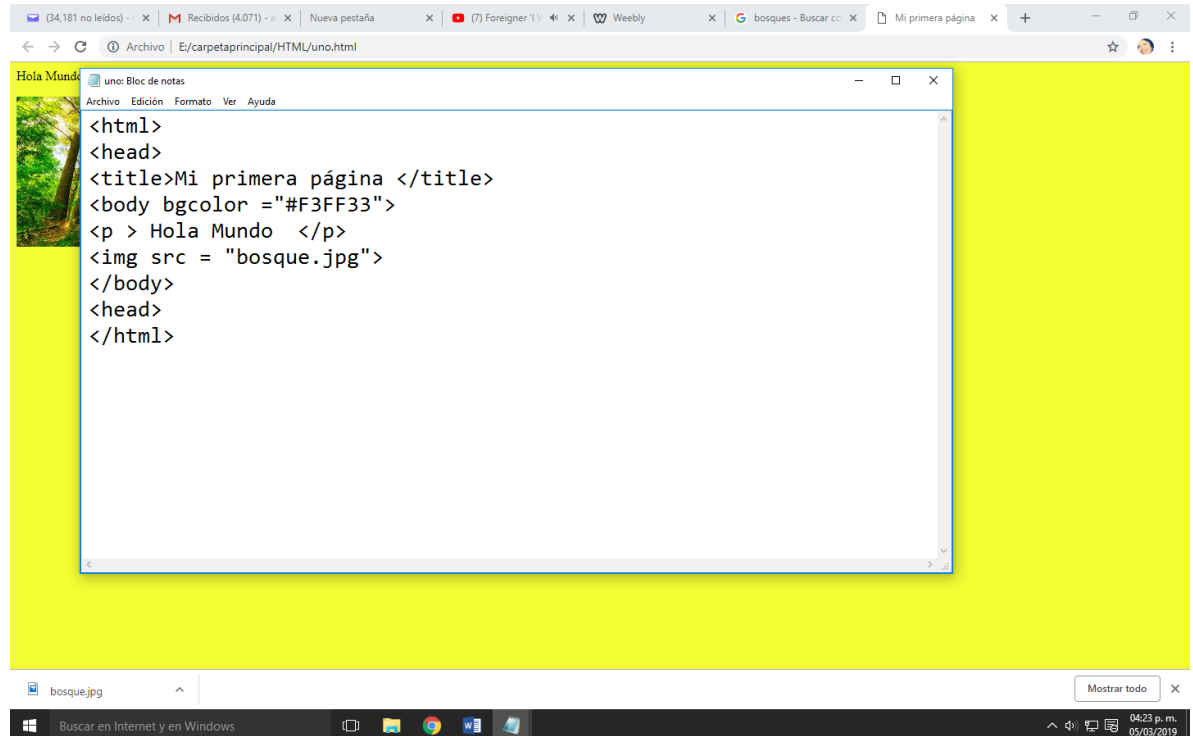 (34,181 no leídos) -
Recibidos (4.071) - a
Nueva pestaña
(7) Foreigner 'I
Weebly
bosques - Buscar co
Mi primera página
Archivo
E:/carpetaprincipal/HTML/uno.html
Hola Mundo
uno: Bloc de notas
Archivo Edición Formato Ver Ayuda
<html>
<head>
<title>Mi primera página </title>
<body bgcolor ="#F3FF33">
<p > Hola Mundo  </p>
<img src = "bosque.jpg">
</body>
<head>
</html>
bosque.jpg
Mostrar todo
Buscar en Internet y en Windows
04:23 p. m.
05/03/2019